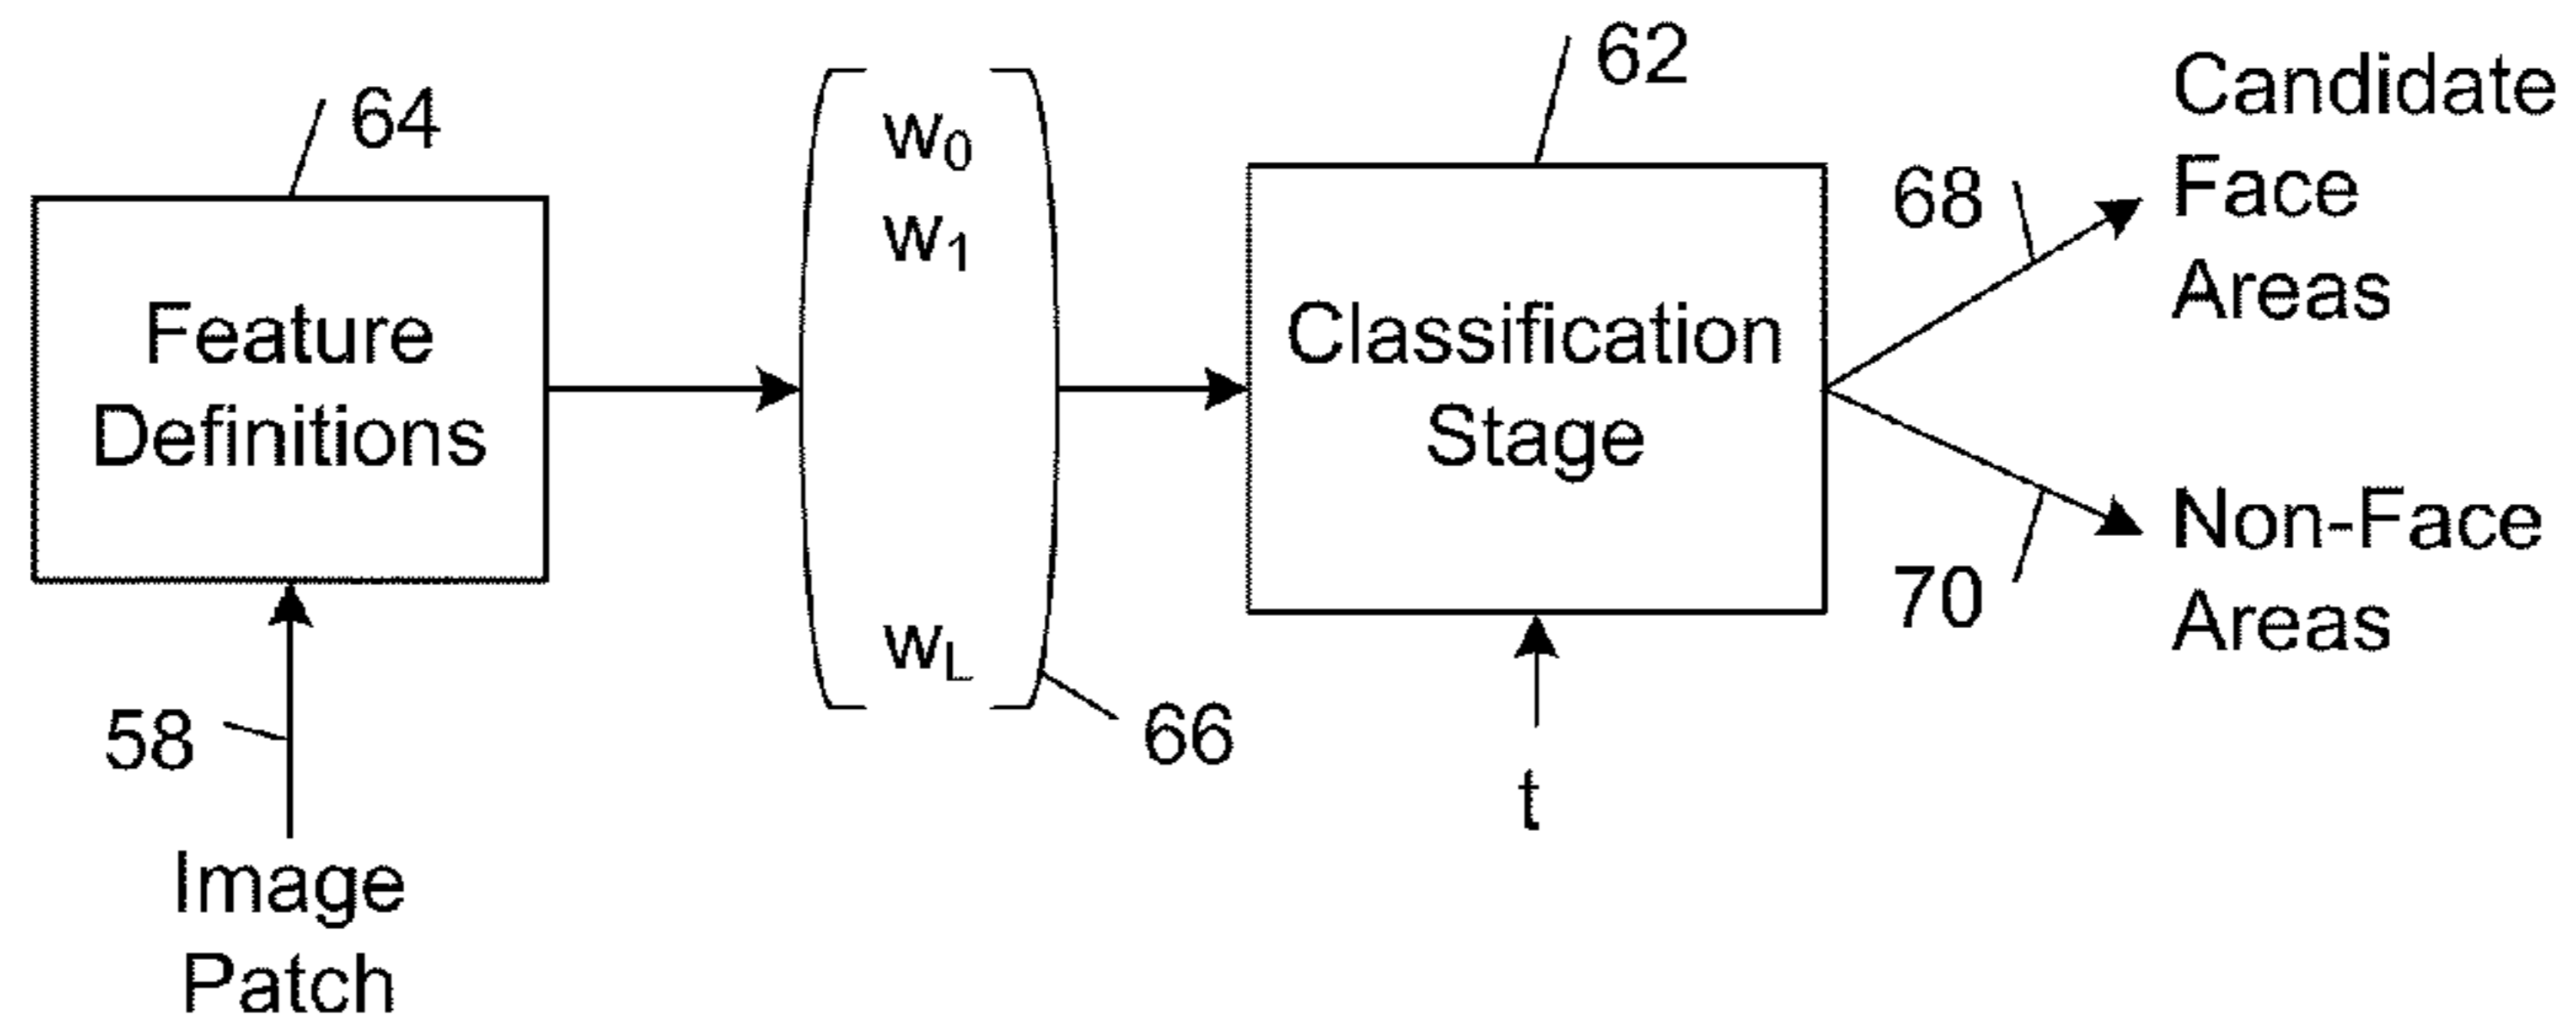 64
Feature
Definitions
58
Image
Patch
w₀
w₁
w_L
66
62
Classification
Stage
t
68
Candidate
Face
Areas
70
Non-Face
Areas